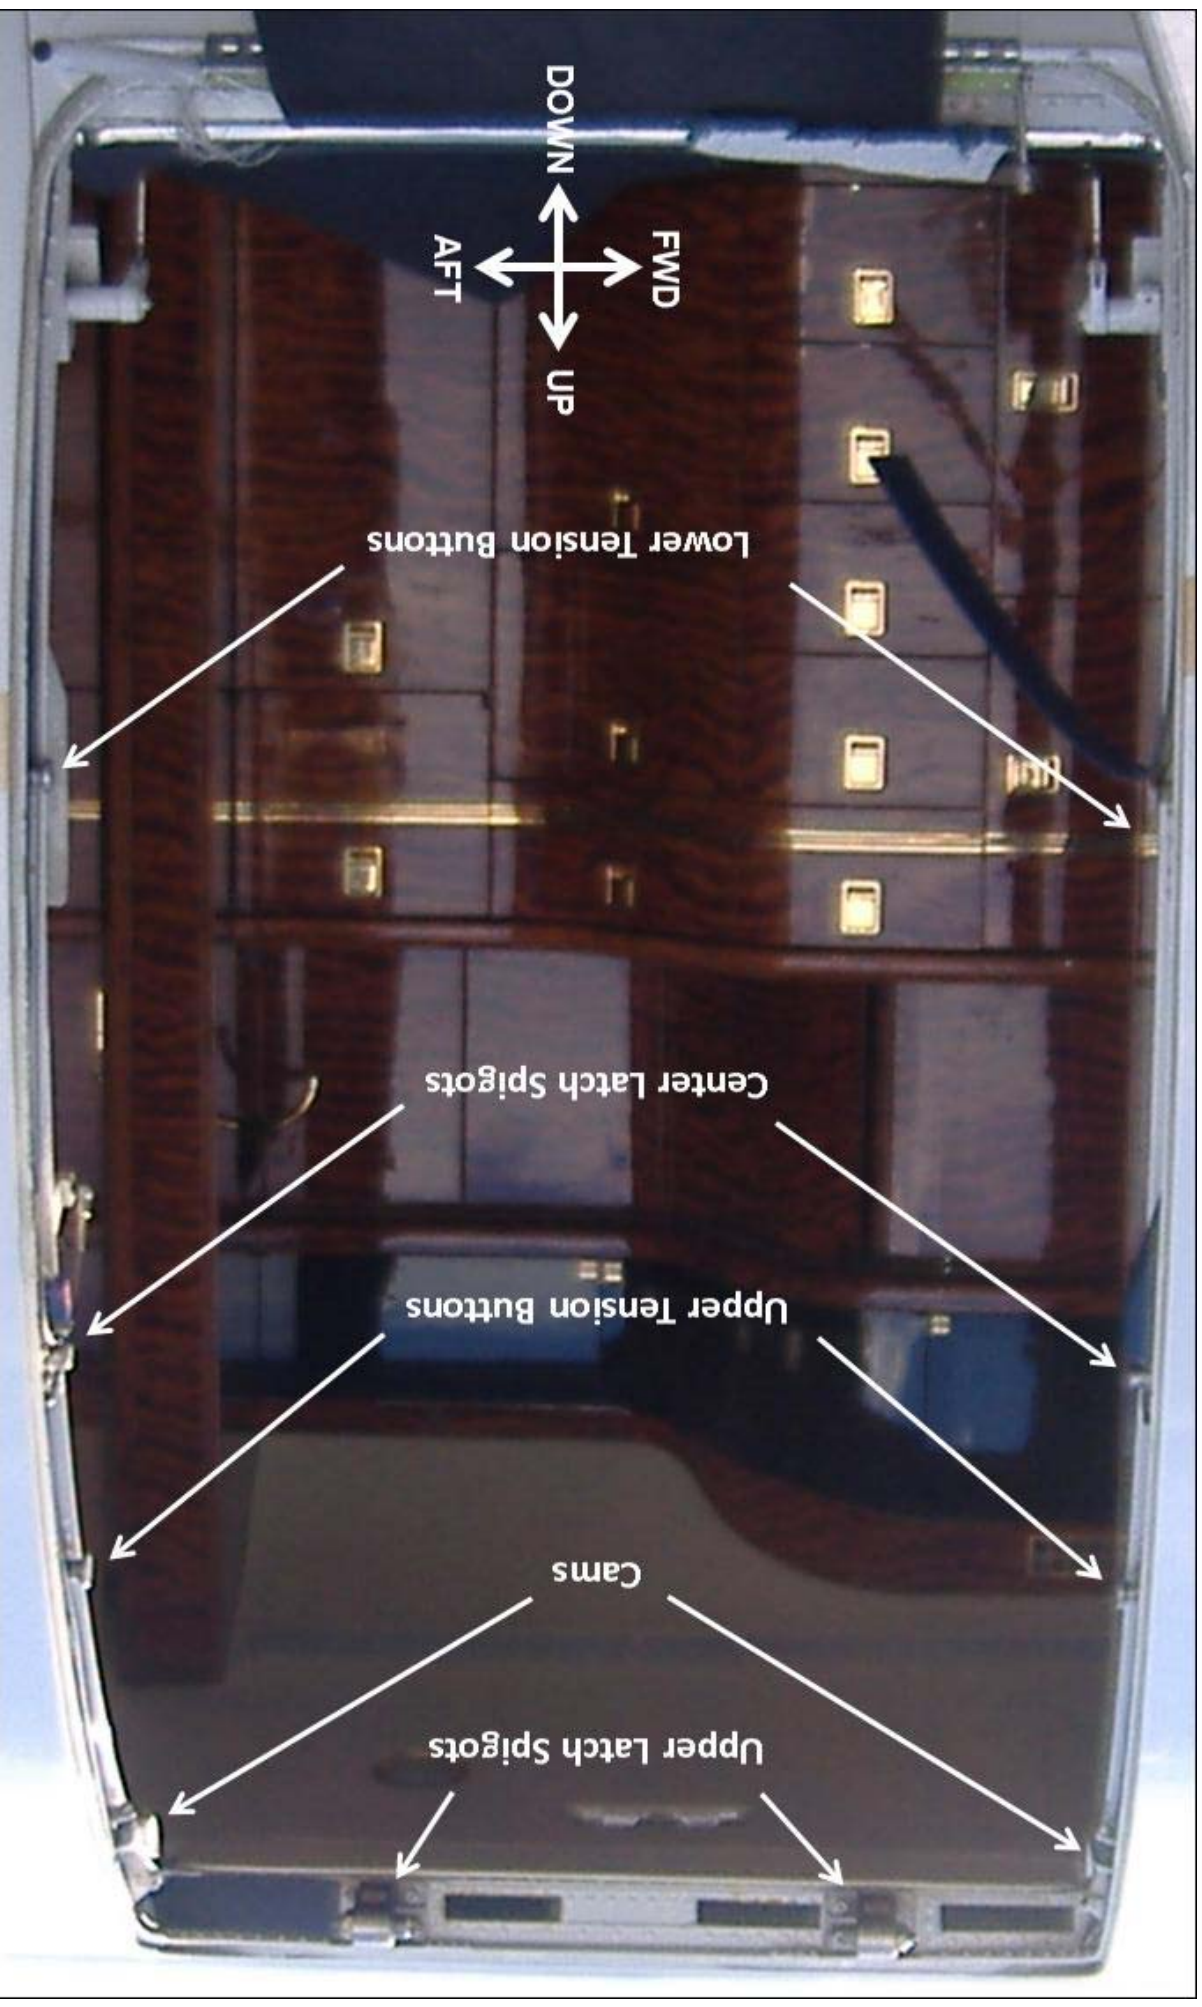 Upper Latch Spigots
Cams
Upper Tension Buttons
Center Latch Spigots
Lower Tension Buttons
UP
FWD
AFT
DOWN